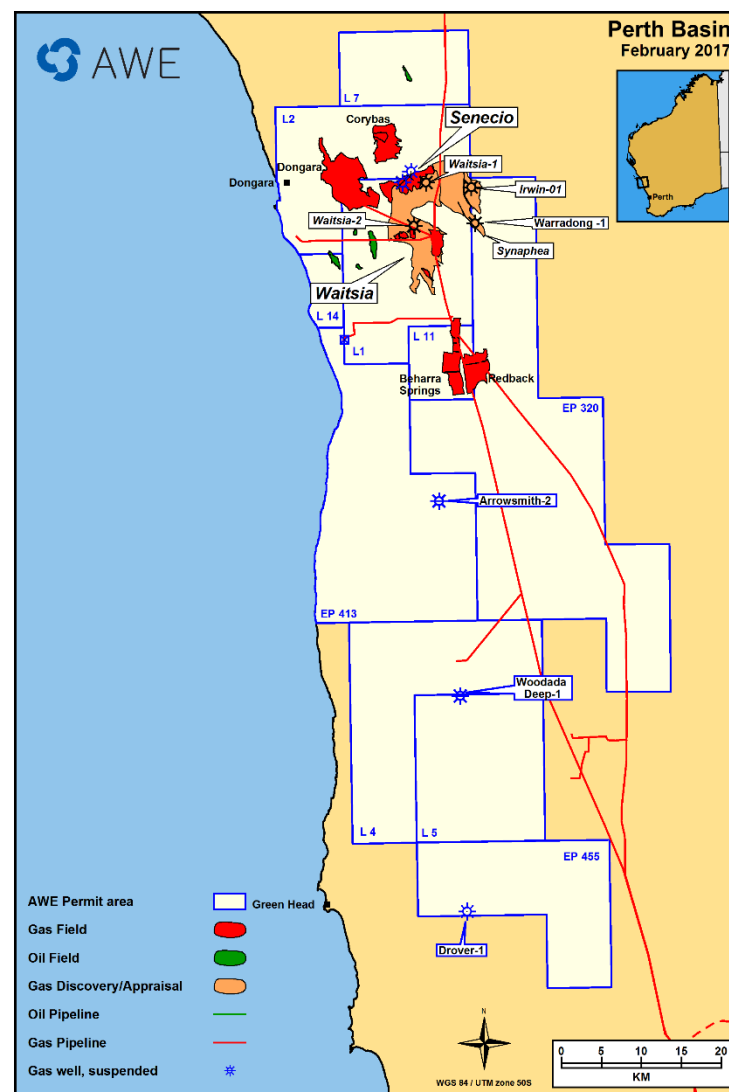 AWE
Perth Basin
February 2017
Perth
L 7
L2
Corybas
Senecio
Dongara
Waitsia-1
Dongara
Irwin-01
Waitsia-2
Warradong -1
Synaphea
Waitsia
L 14
L1
L 11
Beharra
Springs
Redback
EP 320
Arrowsmith-2
EP 413
Woodada
Deep-1
L 4
L 5
EP 455
Green Head
Drover-1
AWE Permit area
Gas Field
Oil Field
Gas Discovery/Appraisal
Oil Pipeline
Gas Pipeline
Gas well, suspended
N
WGS 84 / UTM zone 50S
0 5 10 15 20
KM